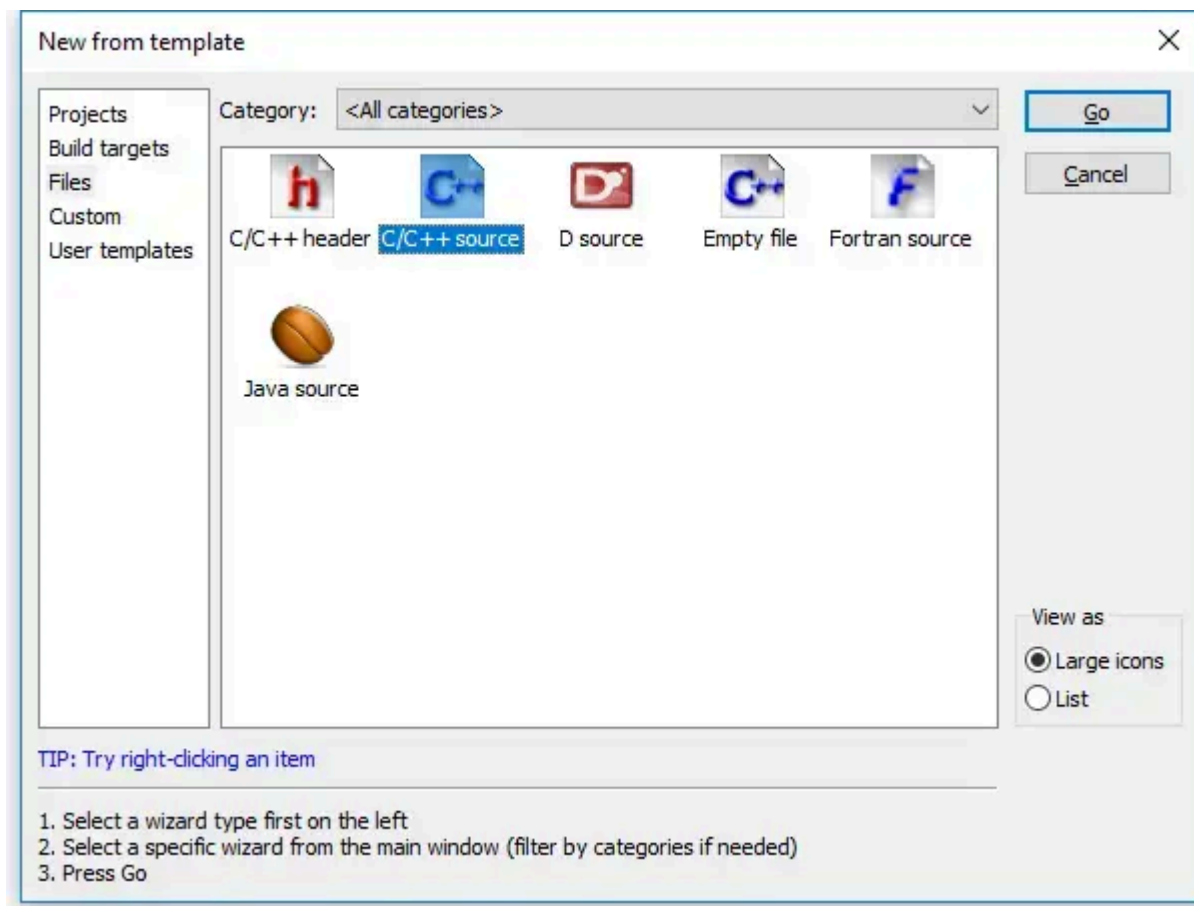 New from template
Projects
Build targets
Files
Custom
User templates
Category: <All categories>
Go
Cancel
h C++ D C++ F
C/C++ header C/C++ source D source Empty file Fortran source
Java source
View as
Large icons
List
TIP: Try right-clicking an item
1. Select a wizard type first on the left
2. Select a specific wizard from the main window (filter by categories if needed)
3. Press Go